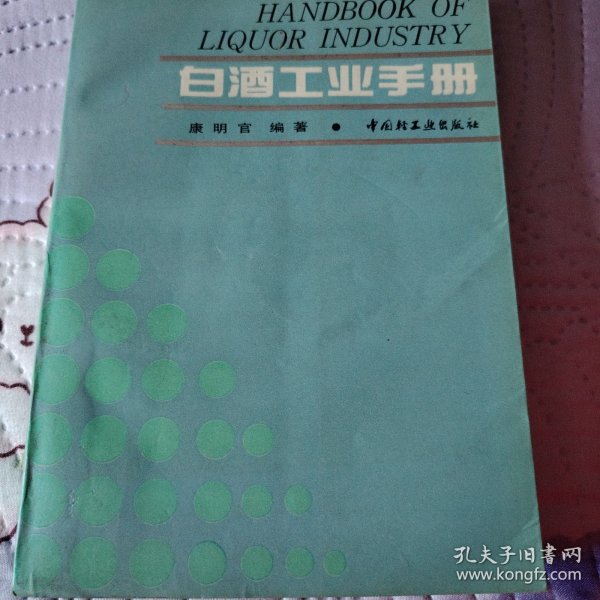 HANDBOOK OF
LIQUOR INDUSTRY
白酒工业手册
康明官 编著 • 中国轻工业出版社
孔夫子旧书网
www.kongfz.com